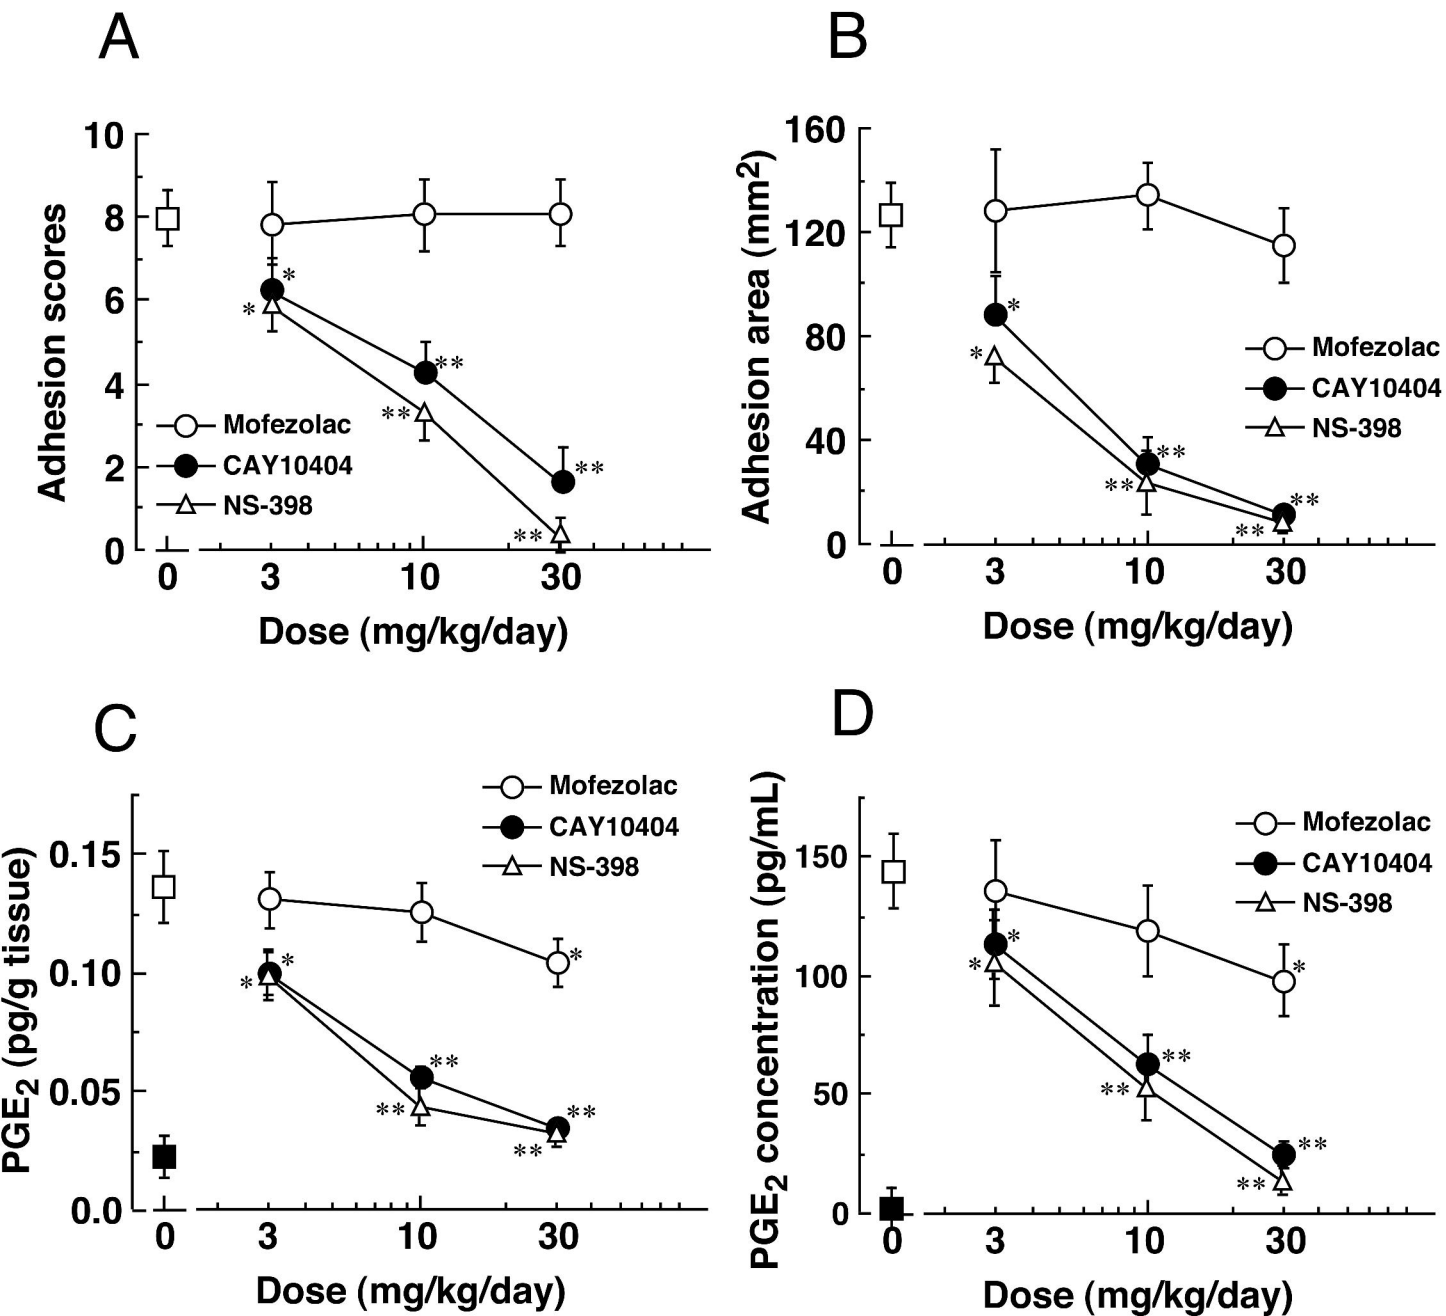 A
10
8
6
4
2
0
Adhesion scores
*
*
**
**
**
**
Mofezolac
CAY10404
NS-398
0 3 10 30
Dose (mg/kg/day)
B
160
120
80
40
0
Adhesion area (mm2)
*
*
**
**
**
**
Mofezolac
CAY10404
NS-398
0 3 10 30
Dose (mg/kg/day)
C
0.15
0.10
0.05
0.0
PGE2 (pg/g tissue)
Mofezolac
CAY10404
NS-398
*
*
*
**
**
**
**
0 3 10 30
Dose (mg/kg/day)
D
150
100
50
0
PGE2 concentration (pg/mL)
Mofezolac
CAY10404
NS-398
*
*
*
**
**
**
**
0 3 10 30
Dose (mg/kg/day)